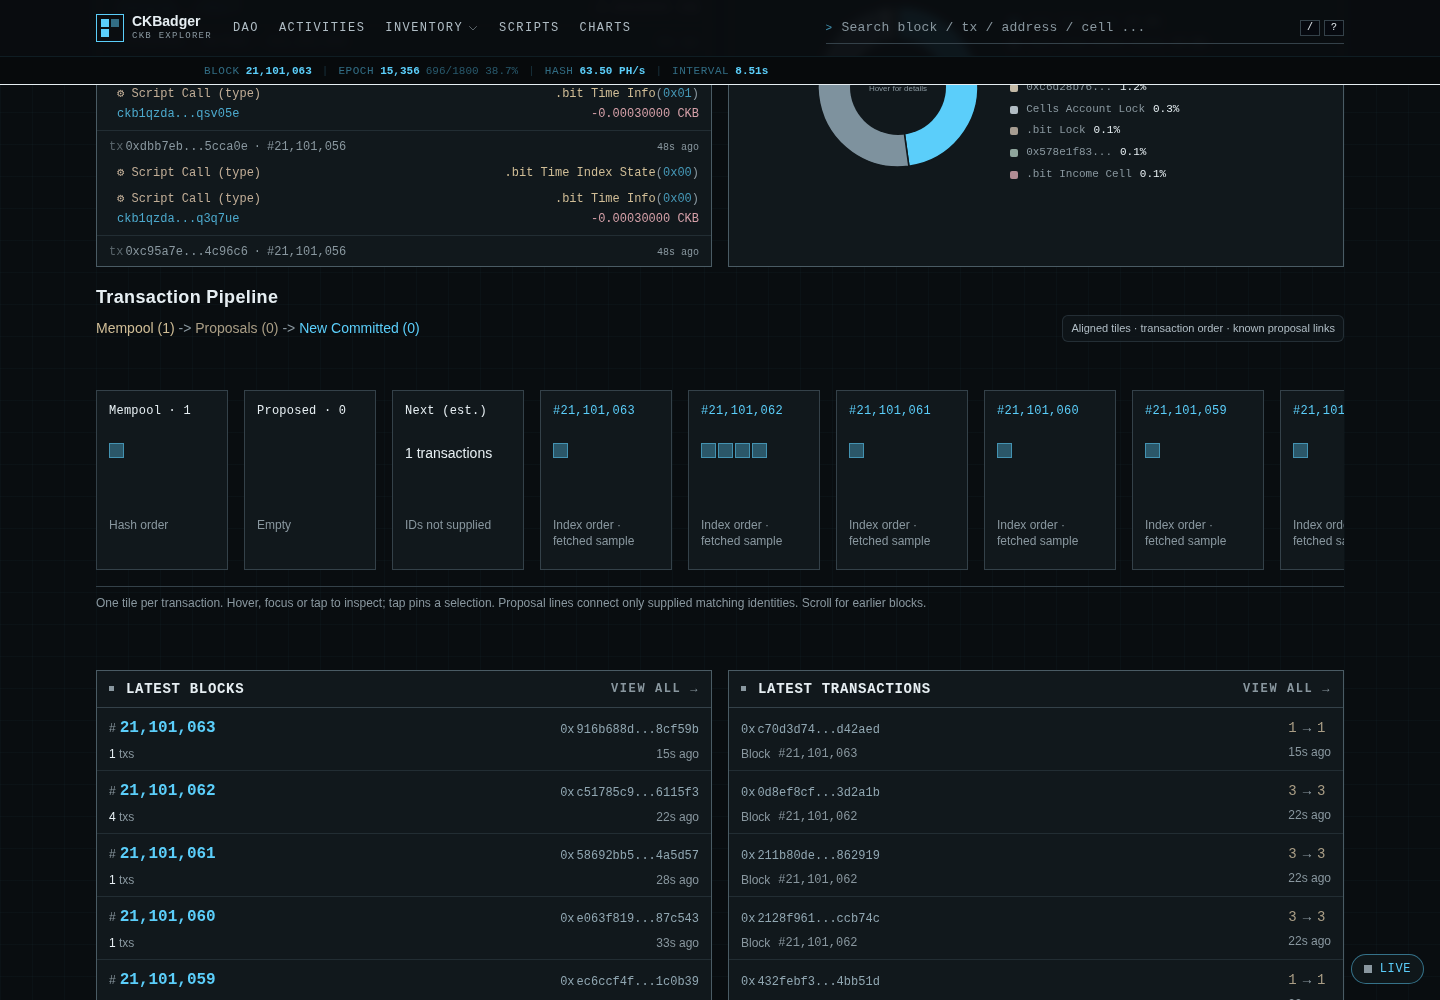 CKBadger
CKB EXPLORER
DAO ACTIVITIES INVENTORY SCRIPTS CHARTS
> Search block / tx / address / cell ... / ?
BLOCK 21,101,063 | EPOCH 15,356 696/1800 38.7% | HASH 63.50 PH/s | INTERVAL 8.51s
⚙ Script Call (type) .bit Time Info(0x01)
ckb1qzda...qsv05e -0.00030000 CKB
tx 0xdbb7eb...5cca0e · #21,101,056 48s ago
⚙ Script Call (type) .bit Time Index State(0x00)
⚙ Script Call (type) .bit Time Info(0x00)
ckb1qzda...q3q7ue -0.00030000 CKB
tx 0xc95a7e...4c96c6 · #21,101,056 48s ago
Hover for details
0xc6d28b76... 1.2%
Cells Account Lock 0.3%
.bit Lock 0.1%
0x578e1f83... 0.1%
.bit Income Cell 0.1%
Transaction Pipeline
Mempool (1) -> Proposals (0) -> New Committed (0)
Aligned tiles · transaction order · known proposal links
Mempool · 1
Hash order
Proposed · 0
Empty
Next (est.)
1 transactions
IDs not supplied
#21,101,063
Index order ·
fetched sample
#21,101,062
Index order ·
fetched sample
#21,101,061
Index order ·
fetched sample
#21,101,060
Index order ·
fetched sample
#21,101,059
Index order ·
fetched sample
#21,101
Index ord
fetched sa
One tile per transaction. Hover, focus or tap to inspect; tap pins a selection. Proposal lines connect only supplied matching identities. Scroll for earlier blocks.
LATEST BLOCKS VIEW ALL →
# 21,101,063 0x916b688d...8cf59b
1 txs 15s ago
# 21,101,062 0xc51785c9...6115f3
4 txs 22s ago
# 21,101,061 0x58692bb5...4a5d57
1 txs 28s ago
# 21,101,060 0xe063f819...87c543
1 txs 33s ago
# 21,101,059 0xec6ccf4f...1c0b39
LATEST TRANSACTIONS VIEW ALL →
0xc70d3d74...d42aed 1 → 1
Block #21,101,063 15s ago
0x0d8ef8cf...3d2a1b 3 → 3
Block #21,101,062 22s ago
0x211b80de...862919 3 → 3
Block #21,101,062 22s ago
0x2128f961...ccb74c 3 → 3
Block #21,101,062 22s ago
0x432febf3...4bb51d 1 → 1
LIVE